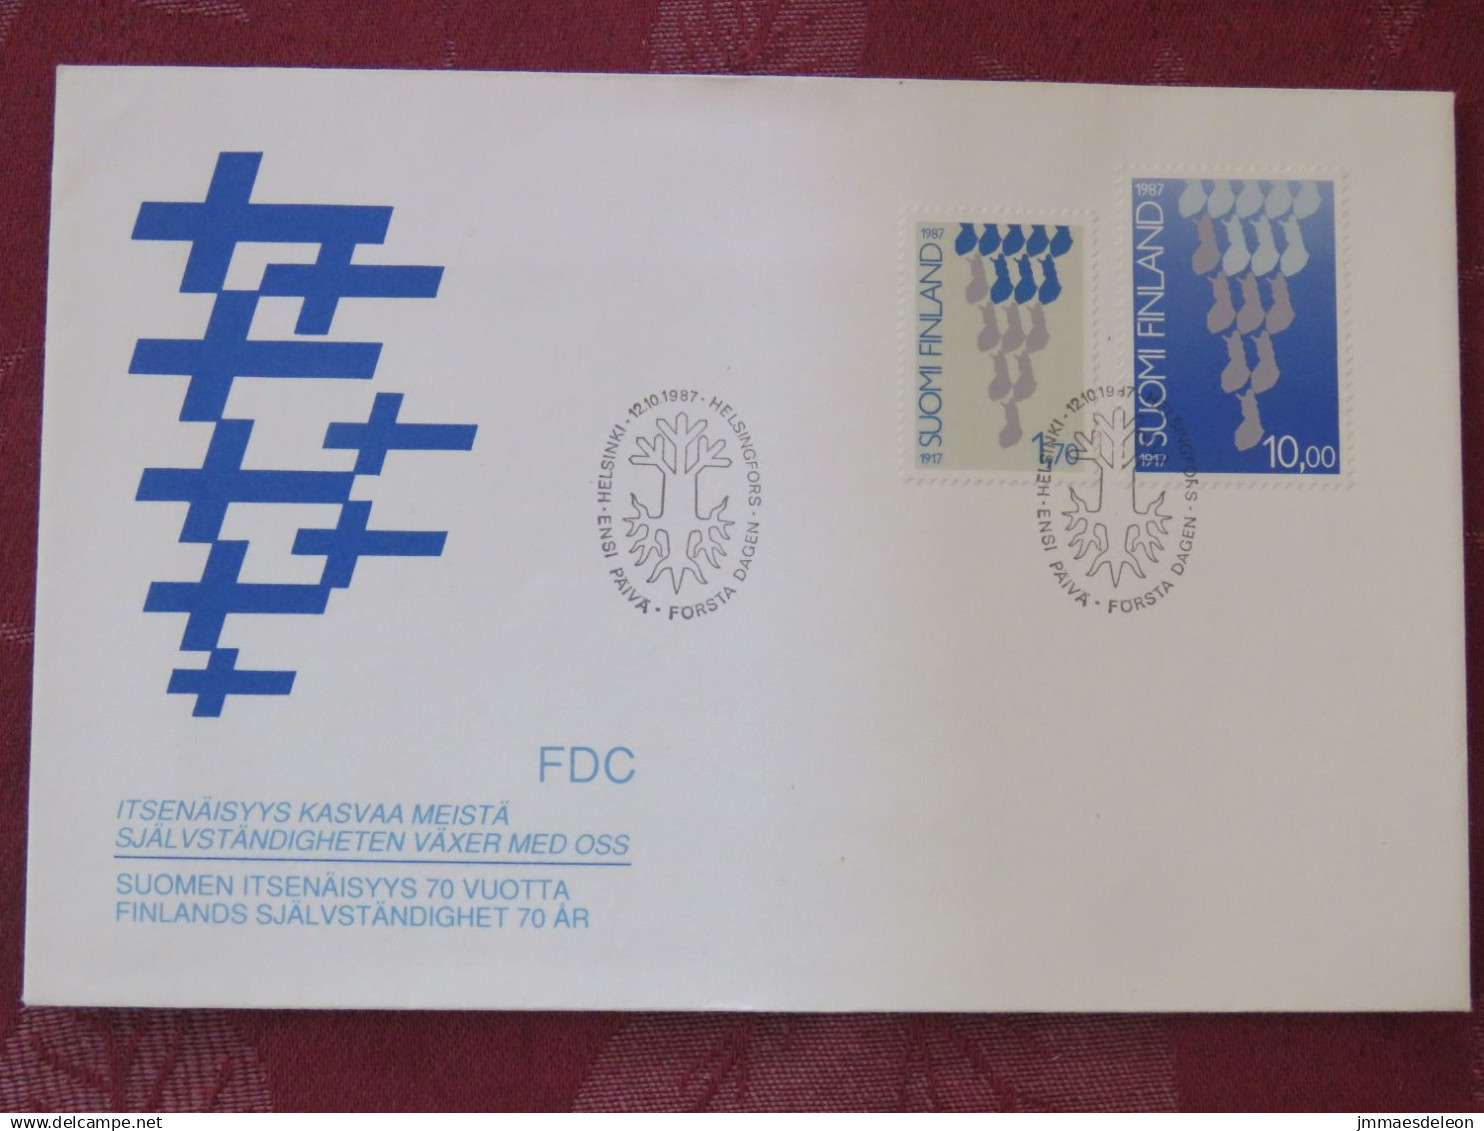 1987
SUOMI FINLAND
1917
1,70
1987
SUOMI FINLAND
1917
10,00
HELSINKI - 12.10.1987 - HELSINGFORS - ENSI PÄIVÄ - FÖRSTA DAGEN
HELSINKI - 12.10.1987 - HELSINGFORS - ENSI PÄIVÄ - FÖRSTA DAGEN
FDC
ITSENÄISYYS KASVAA MEISTÄ
SJÄLVSTÄNDIGHETEN VÄXER MED OSS
SUOMEN ITSENÄISYYS 70 VUOTTA
FINLANDS SJÄLVSTÄNDIGHET 70 ÅR
delcampe.net
jmmaesdeleon